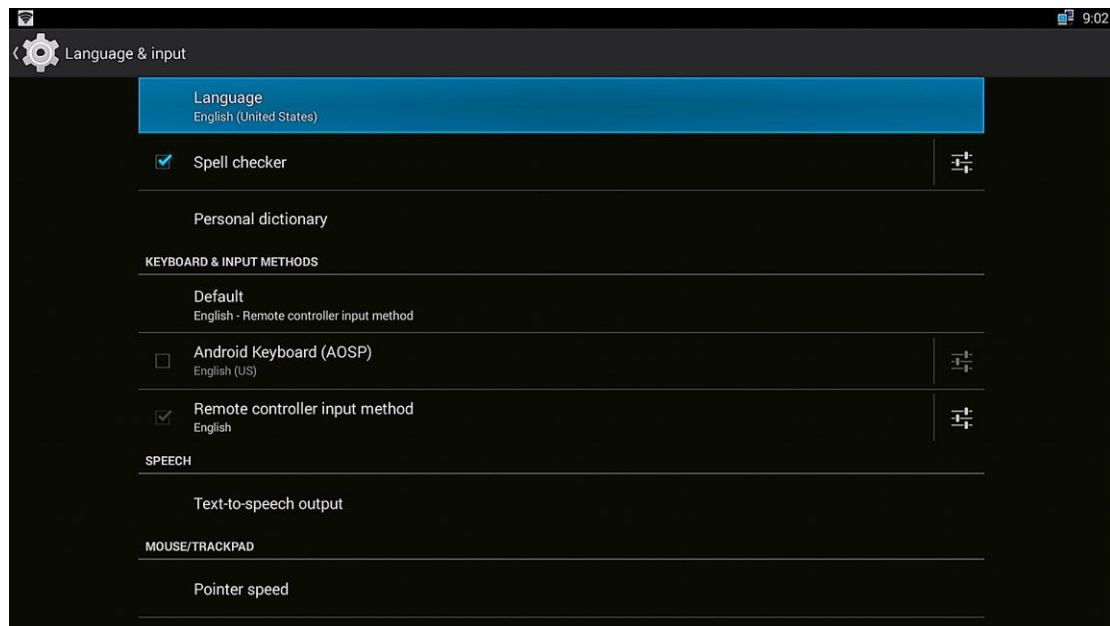 9:02
Language & input
Language
English (United States)
Spell checker
Personal dictionary
KEYBOARD & INPUT METHODS
Default
English - Remote controller input method
Android Keyboard (AOSP)
English (US)
Remote controller input method
English
SPEECH
Text-to-speech output
MOUSE/TRACKPAD
Pointer speed